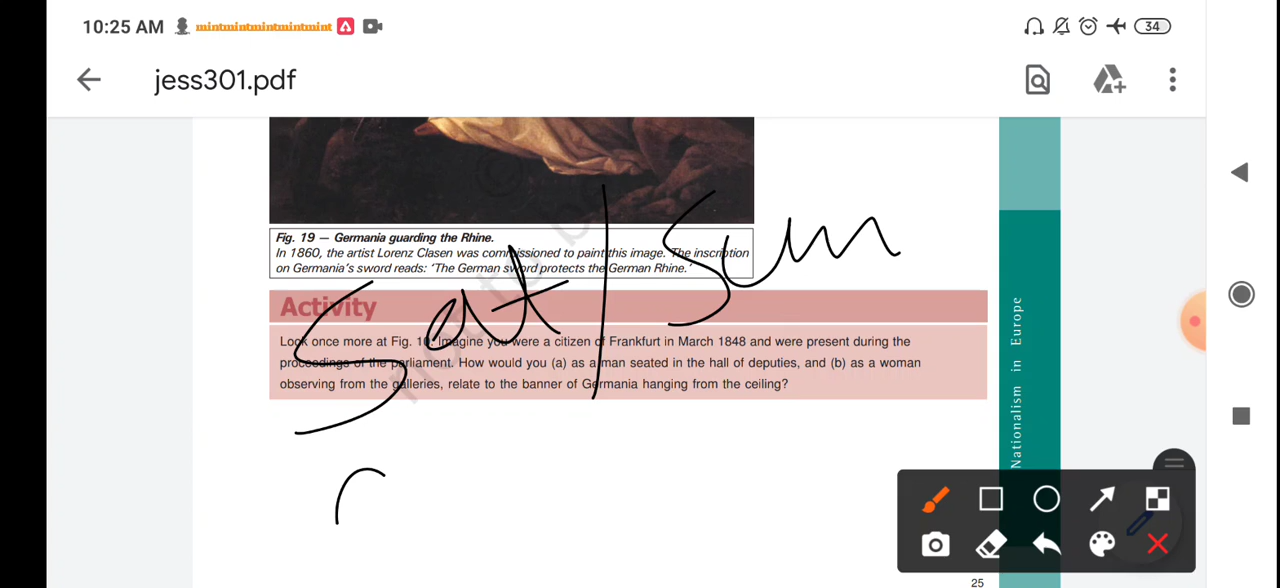 10:25 AM mintmintmintmintmint 34
jess301.pdf
Fig. 19 — Germania guarding the Rhine.
In 1860, the artist Lorenz Clasen was commissioned to paint this image. The inscription
on Germania's sword reads: 'The German sword protects the German Rhine.'
Sat/Sun
Activity
Look once more at Fig. 10. Imagine you were a citizen of Frankfurt in March 1848 and were present during the
proceedings of the parliament. How would you (a) as a man seated in the hall of deputies, and (b) as a woman
observing from the galleries, relate to the banner of Germania hanging from the ceiling?
Nationalism in Europe
25